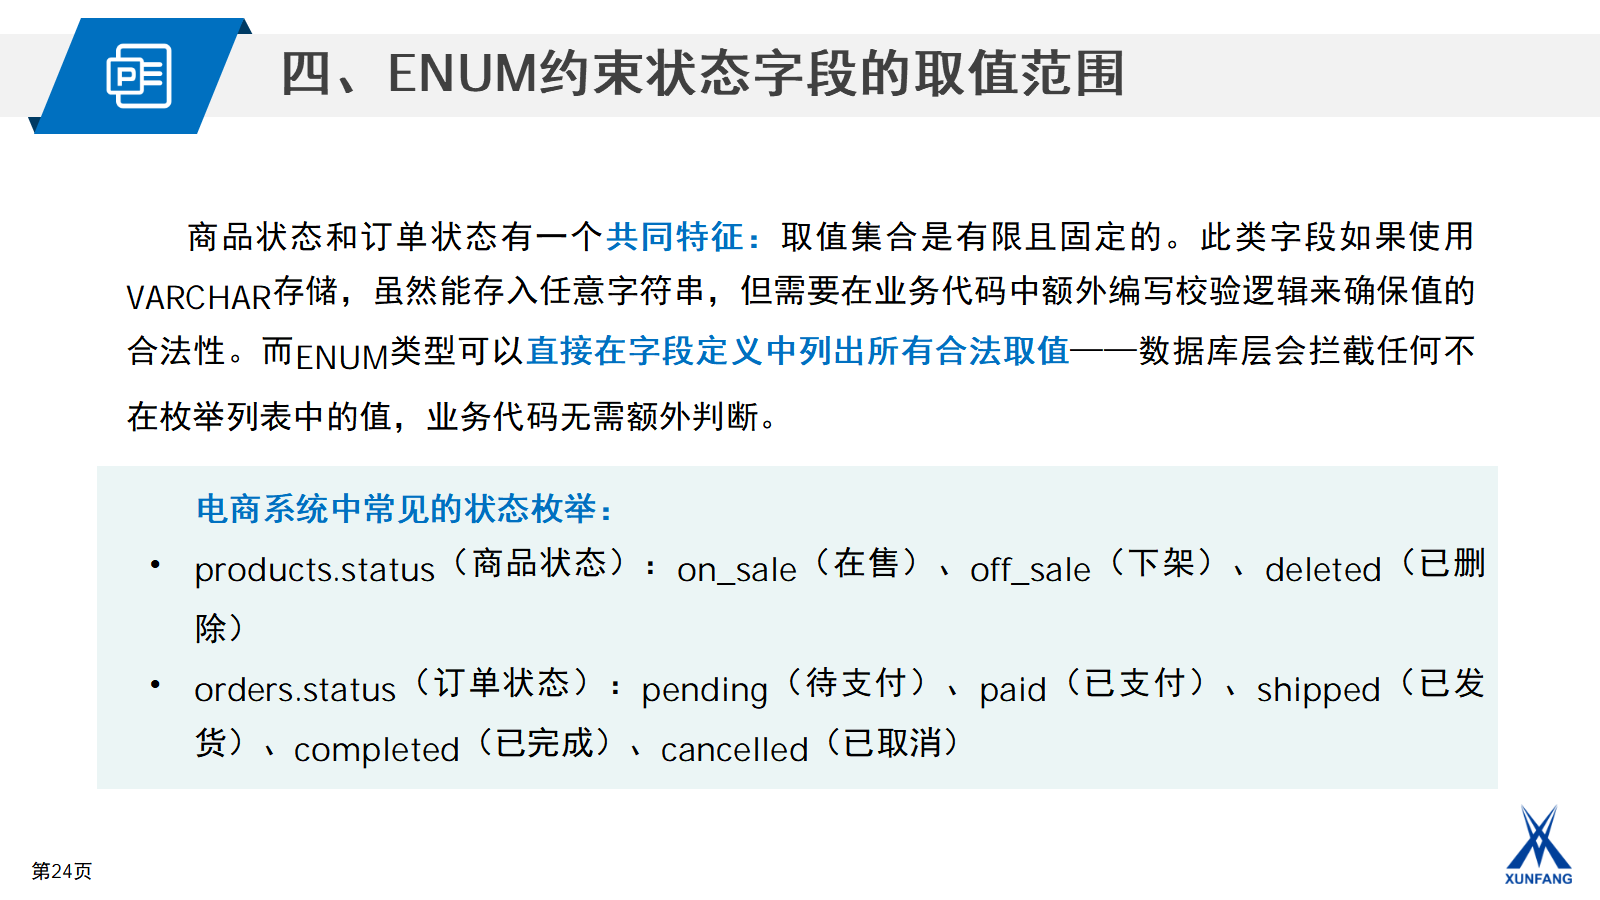 四、ENUM约束状态字段的取值范围
商品状态和订单状态有一个共同特征：取值集合是有限且固定的。此类字段如果使用
VARCHAR存储，虽然能存入任意字符串，但需要在业务代码中额外编写校验逻辑来确保值的
合法性。而ENUM类型可以直接在字段定义中列出所有合法取值——数据库层会拦截任何不
在枚举列表中的值，业务代码无需额外判断。
电商系统中常见的状态枚举：
• products.status（商品状态）：on_sale（在售）、off_sale（下架）、deleted（已删
除）
• orders.status（订单状态）：pending（待支付）、paid（已支付）、shipped（已发
货）、completed（已完成）、cancelled（已取消）
第24页
XUNFANG